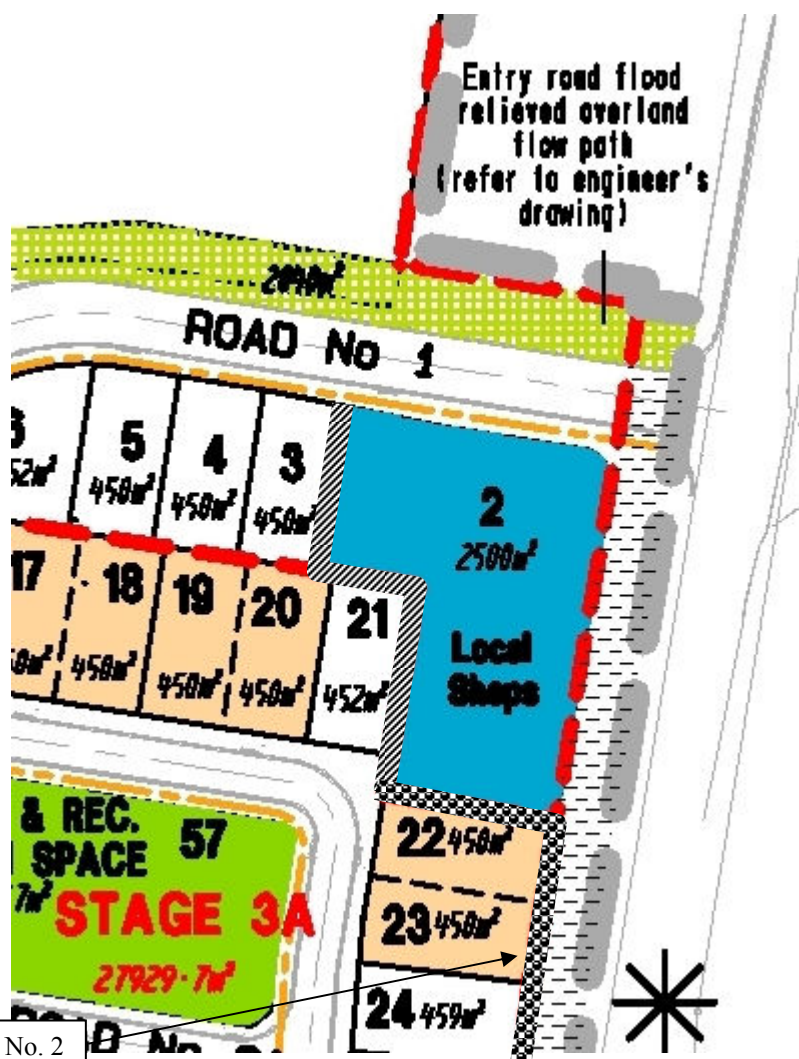 Entry road flood
relieved overland
flow path
(refer to engineer's
drawing)
2040m²
ROAD No 1
5
450m²
4
450m²
3
450m²
2
2500m²
Local
Shops
17
18
450m²
19
450m²
20
450m²
21
452m²
& REC.
SPACE
57
7m²
STAGE 3A
27929·7m²
22 450m²
23 450m²
24 459m²
No. 2